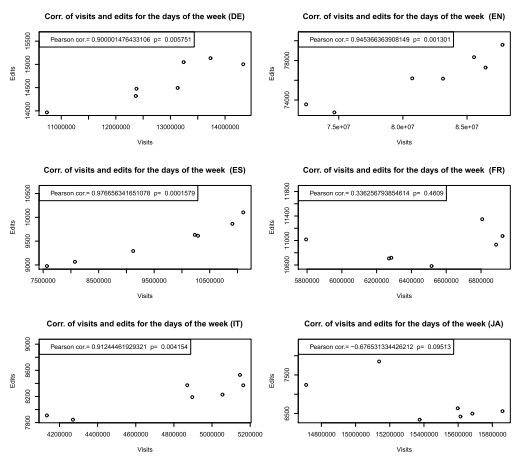 Corr. of visits and edits for the days of the week (DE)
Pearson cor.= 0.900001476433106 p= 0.005751
Edits
15500
15000
14500
14000
11000000 12000000 13000000 14000000
Visits
Corr. of visits and edits for the days of the week (EN)
Pearson cor.= 0.945366363908149 p= 0.001301
Edits
78000
74000
7.5e+07 8.0e+07 8.5e+07
Visits
Corr. of visits and edits for the days of the week (ES)
Pearson cor.= 0.976656341651078 p= 0.0001579
Edits
10500
10000
9500
9000
7500000 8500000 9500000 10500000
Visits
Corr. of visits and edits for the days of the week (FR)
Pearson cor.= 0.336256793854614 p= 0.4609
Edits
11800
11400
11000
10600
5800000 6000000 6200000 6400000 6600000 6800000
Visits
Corr. of visits and edits for the days of the week (IT)
Pearson cor.= 0.91244461929321 p= 0.004154
Edits
9000
8600
8200
7800
4200000 4400000 4600000 4800000 5000000 5200000
Visits
Corr. of visits and edits for the days of the week (JA)
Pearson cor.= −0.676531334426212 p= 0.09513
Edits
7500
6500
14800000 15000000 15200000 15400000 15600000 15800000
Visits